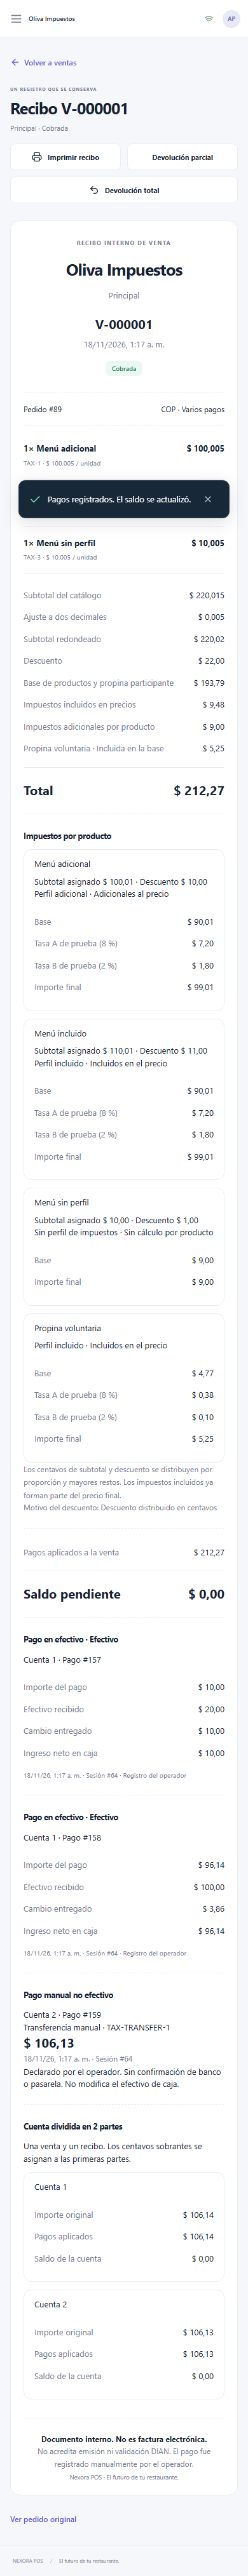 Oliva Impuestos
AP
Volver a ventas
UN REGISTRO QUE SE CONSERVA
Recibo V-000001
Principal · Cobrada
Imprimir recibo
Devolución parcial
Devolución total
RECIBO INTERNO DE VENTA
Oliva Impuestos
Principal
V-000001
18/11/2026, 1:17 a. m.
Cobrada
Pedido #89 COP · Varios pagos
1× Menú adicional $ 100,005
TAX-1 · $ 100,005 / unidad
Pagos registrados. El saldo se actualizó.
1× Menú sin perfil $ 10,005
TAX-3 · $ 10,005 / unidad
Subtotal del catálogo $ 220,015
Ajuste a dos decimales $ 0,005
Subtotal redondeado $ 220,02
Descuento $ 22,00
Base de productos y propina participante $ 193,79
Impuestos incluidos en precios $ 9,48
Impuestos adicionales por producto $ 9,00
Propina voluntaria · Incluida en la base $ 5,25
Total $ 212,27
Impuestos por producto
Menú adicional
Subtotal asignado $ 100,01 · Descuento $ 10,00
Perfil adicional · Adicionales al precio
Base $ 90,01
Tasa A de prueba (8 %) $ 7,20
Tasa B de prueba (2 %) $ 1,80
Importe final $ 99,01
Menú incluido
Subtotal asignado $ 110,01 · Descuento $ 11,00
Perfil incluido · Incluidos en el precio
Base $ 90,01
Tasa A de prueba (8 %) $ 7,20
Tasa B de prueba (2 %) $ 1,80
Importe final $ 99,01
Menú sin perfil
Subtotal asignado $ 10,00 · Descuento $ 1,00
Sin perfil de impuestos · Sin cálculo por producto
Base $ 9,00
Importe final $ 9,00
Propina voluntaria
Perfil incluido · Incluidos en el precio
Base $ 4,77
Tasa A de prueba (8 %) $ 0,38
Tasa B de prueba (2 %) $ 0,10
Importe final $ 5,25
Los centavos de subtotal y descuento se distribuyen por
proporción y mayores restos. Los impuestos incluidos ya
forman parte del precio final.
Motivo del descuento: Descuento distribuido en centavos
Pagos aplicados a la venta $ 212,27
Saldo pendiente $ 0,00
Pago en efectivo · Efectivo
Cuenta 1 · Pago #157
Importe del pago $ 10,00
Efectivo recibido $ 20,00
Cambio entregado $ 10,00
Ingreso neto en caja $ 10,00
18/11/26, 1:17 a. m. · Sesión #64 · Registro del operador
Pago en efectivo · Efectivo
Cuenta 1 · Pago #158
Importe del pago $ 96,14
Efectivo recibido $ 100,00
Cambio entregado $ 3,86
Ingreso neto en caja $ 96,14
18/11/26, 1:17 a. m. · Sesión #64 · Registro del operador
Pago manual no efectivo
Cuenta 2 · Pago #159
Transferencia manual · TAX-TRANSFER-1
$ 106,13
18/11/26, 1:17 a. m. · Sesión #64
Declarado por el operador. Sin confirmación de banco
o pasarela. No modifica el efectivo de caja.
Cuenta dividida en 2 partes
Una venta y un recibo. Los centavos sobrantes se
asignan a las primeras partes.
Cuenta 1
Importe original $ 106,14
Pagos aplicados $ 106,14
Saldo de la cuenta $ 0,00
Cuenta 2
Importe original $ 106,13
Pagos aplicados $ 106,13
Saldo de la cuenta $ 0,00
Documento interno. No es factura electrónica.
No acredita emisión ni validación DIAN. El pago fue
registrado manualmente por el operador.
Nexora POS · El futuro de tu restaurante.
Ver pedido original
NEXORA POS / El futuro de tu restaurante.